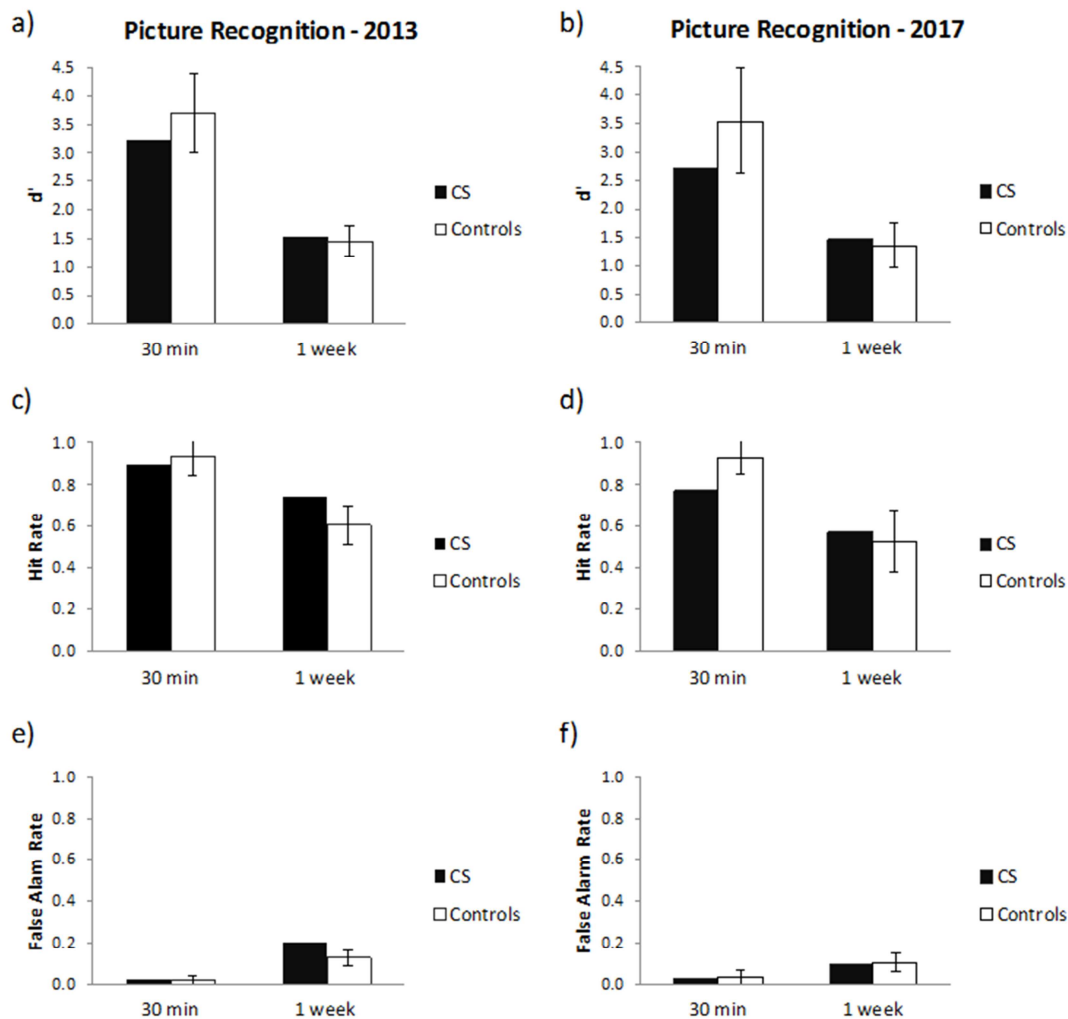 a)
Picture Recognition - 2013
4.5
4.0
3.5
3.0
2.5
2.0
1.5
1.0
0.5
0.0
d'
30 min
1 week
CS
Controls
b)
Picture Recognition - 2017
4.5
4.0
3.5
3.0
2.5
2.0
1.5
1.0
0.5
0.0
d'
30 min
1 week
CS
Controls
c)
1.0
0.8
0.6
0.4
0.2
0.0
Hit Rate
30 min
1 week
CS
Controls
d)
1.0
0.8
0.6
0.4
0.2
0.0
Hit Rate
30 min
1 week
CS
Controls
e)
1.0
0.8
0.6
0.4
0.2
0.0
False Alam Rate
30 min
1 week
CS
Controls
f)
1.0
0.8
0.6
0.4
0.2
0.0
False Alarm Rate
30 min
1 week
CS
Controls